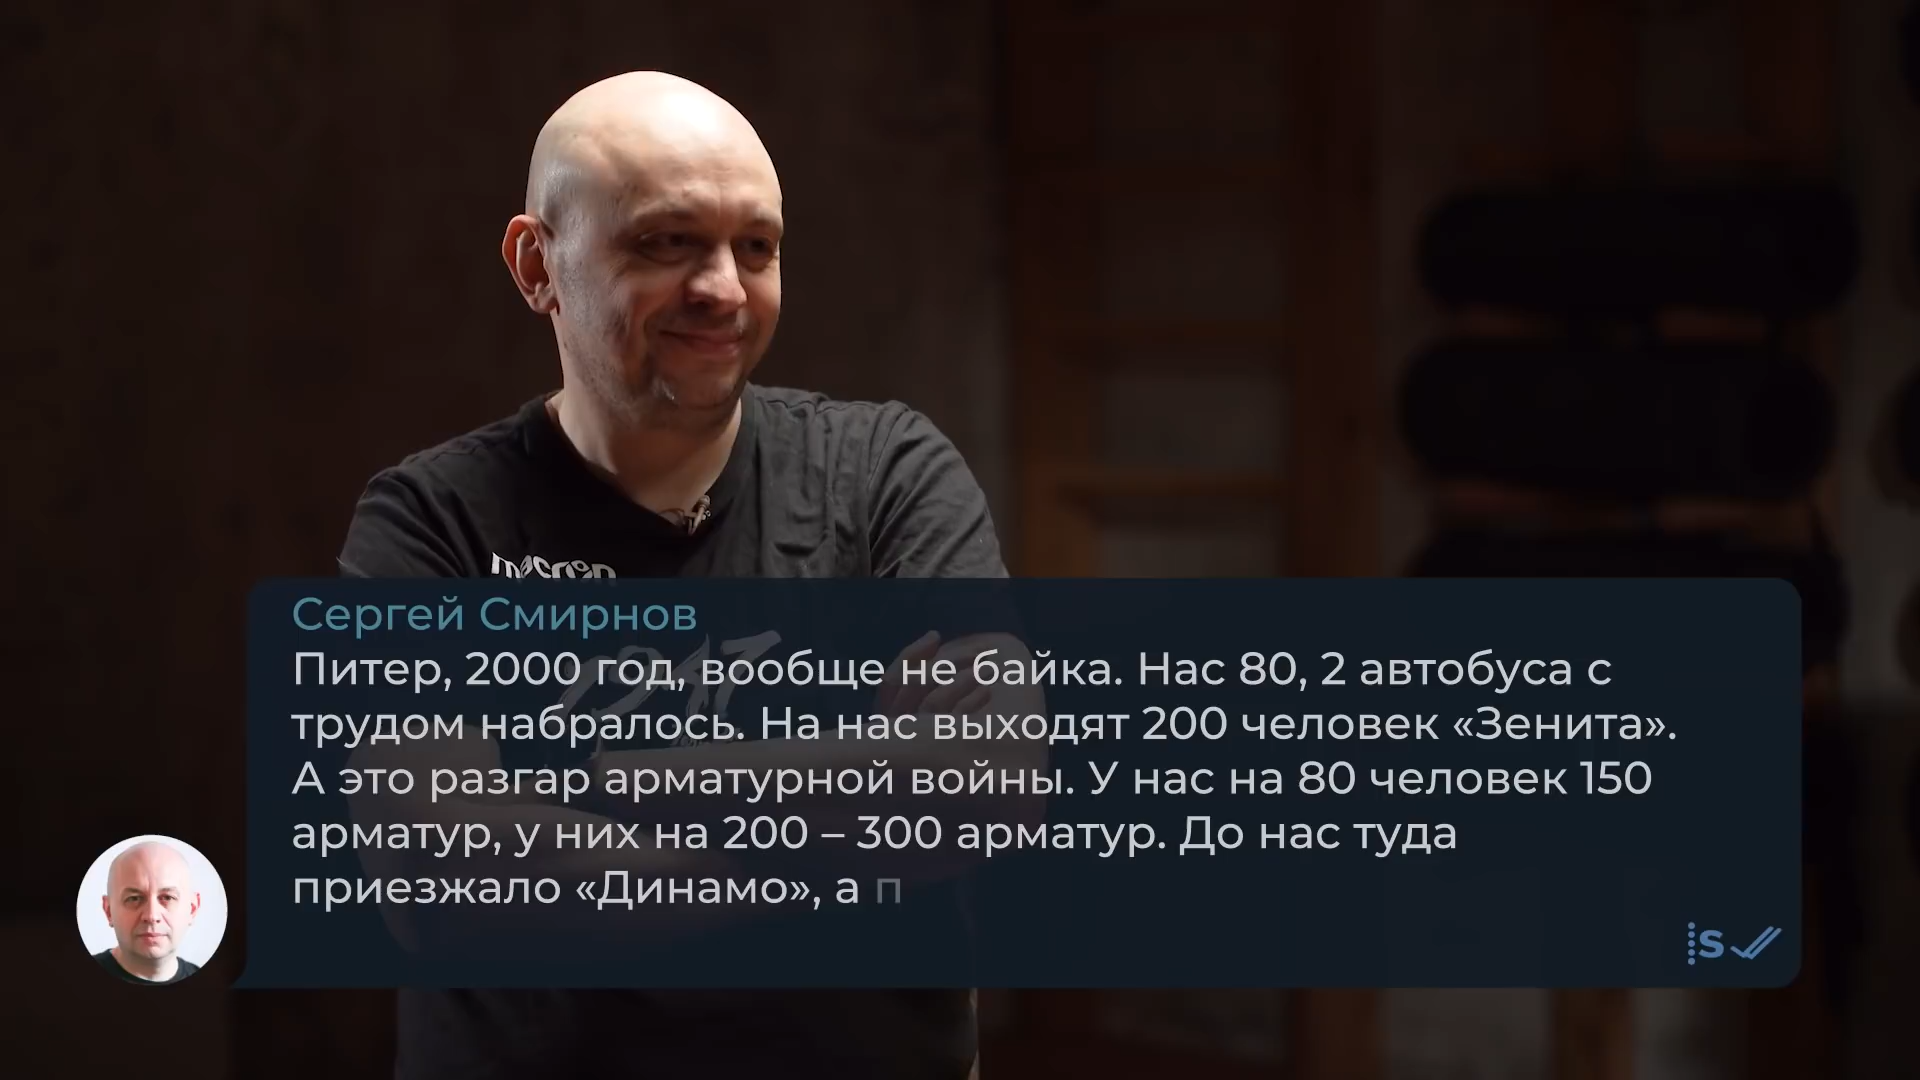 macron
Сергей Смирнов
Питер, 2000 год, вообще не байка. Нас 80, 2 автобуса с
трудом набралось. На нас выходят 200 человек «Зенита».
А это разгар арматурной войны. У нас на 80 человек 150
арматур, у них на 200 – 300 арматур. До нас туда
приезжало «Динамо», а п
s